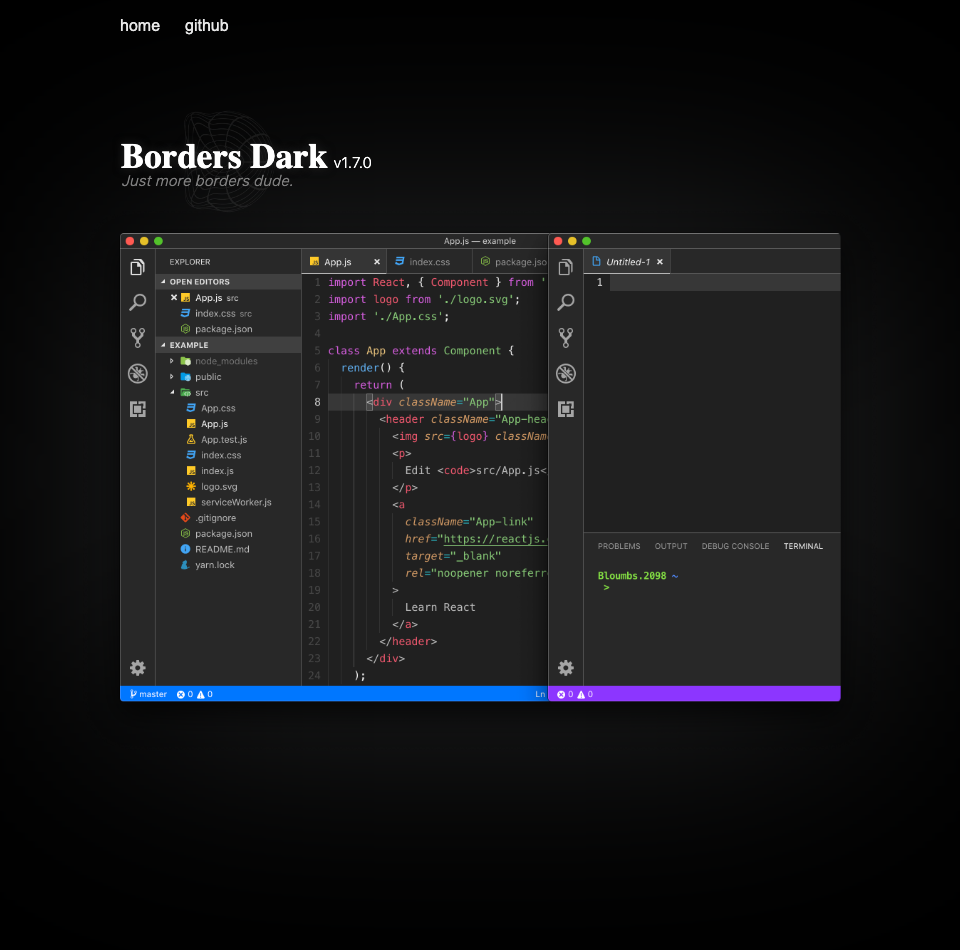 home github
Borders Dark v1.7.0
Just more borders dude.
App.js — example
EXPLORER
OPEN EDITORS
App.js src
index.css src
package.json
EXAMPLE
node_modules
public
src
App.css
App.js
App.test.js
index.css
index.js
logo.svg
serviceWorker.js
.gitignore
package.json
README.md
yarn.lock
App.js index.css package.jso
1 import React, { Component } from '
2 import logo from './logo.svg';
3 import './App.css';
4
5 class App extends Component {
6 render() {
7 return (
8 <div className="App">
9 <header className="App-hea
10 <img src={logo} classNam
11 <p>
12 Edit <code>src/App.js<
13 </p>
14 <a
15 className="App-link"
16 href="https://reactjs.
17 target="_blank"
18 rel="noopener noreferr
19 >
20 Learn React
21 </a>
22 </header>
23 </div>
24 );
master 0 0 Ln
Untitled-1
1
PROBLEMS OUTPUT DEBUG CONSOLE TERMINAL
Bloumbs.2098 ~
>
0 0